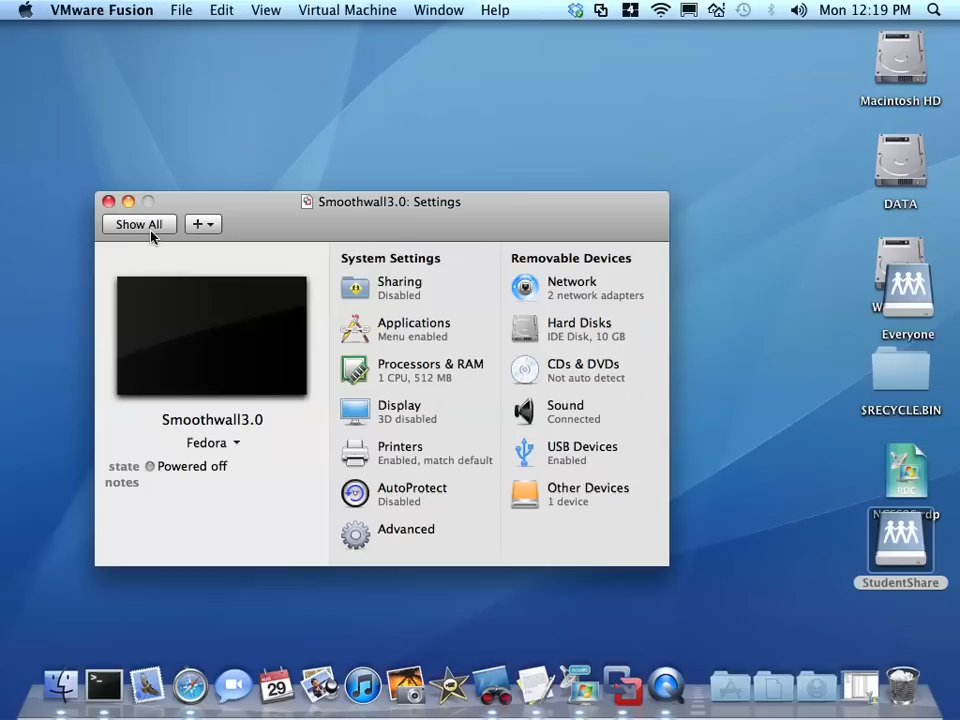 VMware Fusion File Edit View Virtual Machine Window Help 4 Mon 12:19 PM
Macintosh HD
DATA
W
Everyone
$RECYCLE.BIN
RDC
StudentShare
Smoothwall3.0: Settings
Show All
Smoothwall3.0
Fedora
state Powered off
notes
System Settings
Sharing
Disabled
Applications
Menu enabled
Processors & RAM
1 CPU, 512 MB
Display
3D disabled
Printers
Enabled, match default
AutoProtect
Disabled
Advanced
Removable Devices
Network
2 network adapters
Hard Disks
IDE Disk, 10 GB
CDs & DVDs
Not auto detect
Sound
Connected
USB Devices
Enabled
Other Devices
1 device
29